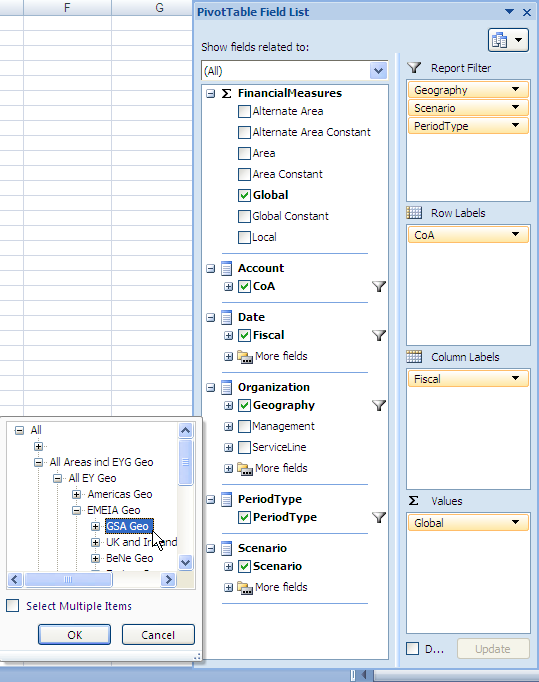 F G
PivotTable Field List
Show fields related to:
(All)
FinancialMeasures
Alternate Area
Alternate Area Constant
Area
Area Constant
Global
Global Constant
Local
Account
CoA
Date
Fiscal
More fields
Organization
Geography
Management
ServiceLine
More fields
PeriodType
PeriodType
Scenario
Scenario
More fields
Report Filter
Geography
Scenario
PeriodType
Row Labels
CoA
Column Labels
Fiscal
Σ Values
Global
D...
Update
All
All Areas incl EYG Geo
All EY Geo
Americas Geo
EMEIA Geo
GSA Geo
UK and
BeNe Geo
Select Multiple Items
OK
Cancel